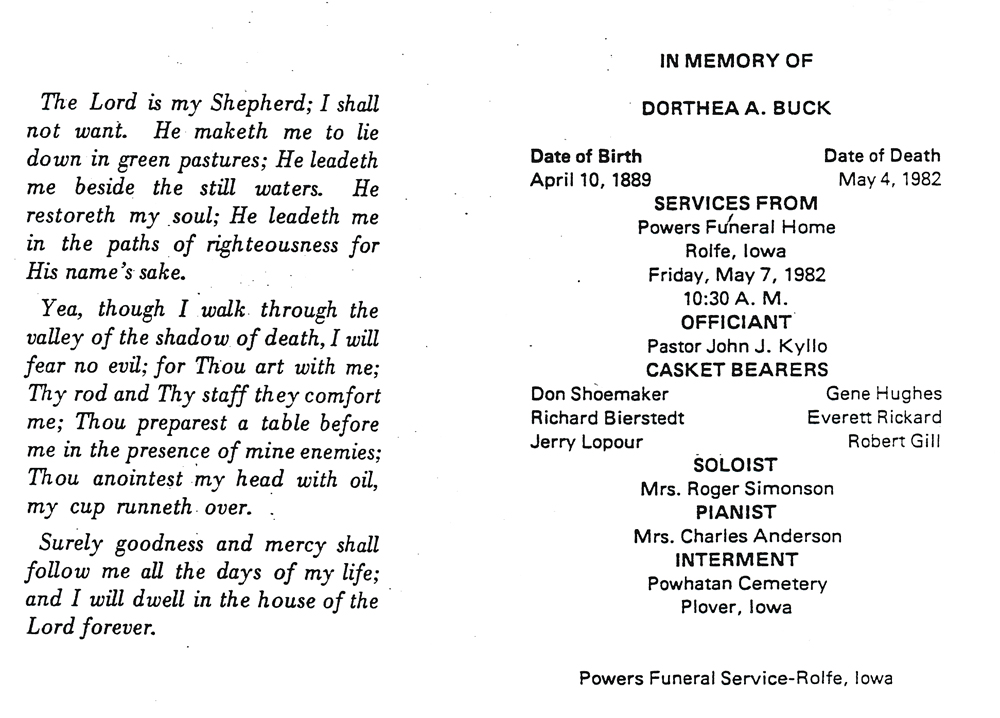 The Lord is my Shepherd; I shall
not want. He maketh me to lie
down in green pastures; He leadeth
me beside the still waters. He
restoreth my soul; He leadeth me
in the paths of righteousness for
His name's sake.
Yea, though I walk through the
valley of the shadow of death, I will
fear no evil; for Thou art with me;
Thy rod and Thy staff they comfort
me; Thou preparest a table before
me in the presence of mine enemies;
Thou anointest my head with oil,
my cup runneth over.
Surely goodness and mercy shall
follow me all the days of my life;
and I will dwell in the house of the
Lord forever.
IN MEMORY OF
DORTHEA A. BUCK
Date of Birth Date of Death
April 10, 1889 May 4, 1982
SERVICES FROM
Powers Funeral Home
Rolfe, Iowa
Friday, May 7, 1982
10:30 A. M.
OFFICIANT
Pastor John J. Kyllo
CASKET BEARERS
Don Shoemaker Gene Hughes
Richard Bierstedt Everett Rickard
Jerry Lopour Robert Gill
SOLOIST
Mrs. Roger Simonson
PIANIST
Mrs. Charles Anderson
INTERMENT
Powhatan Cemetery
Plover, Iowa
Powers Funeral Service-Rolfe, Iowa